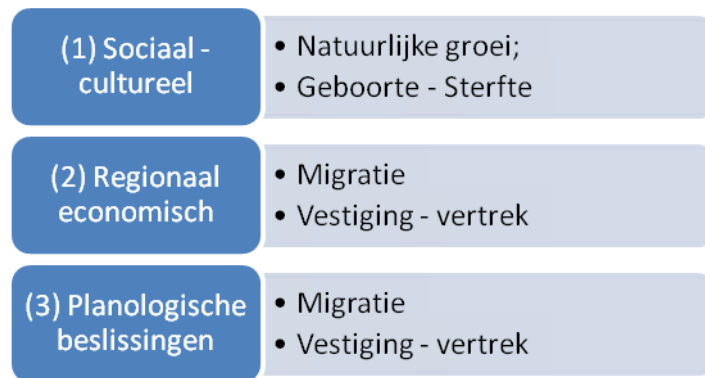 (1) Sociaal -
cultureel
• Natuurlijke groei;
• Geboorte - Sterfte
(2) Regionaal
economisch
• Migratie
• Vestiging - vertrek
(3) Planologische
beslissingen
• Migratie
• Vestiging - vertrek